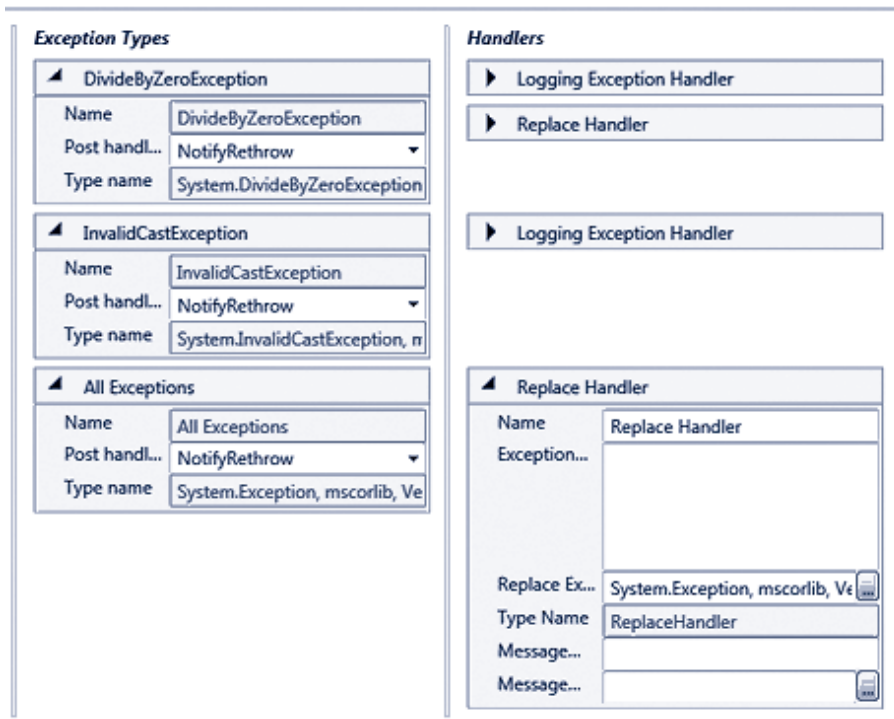 Exception Types
DivideByZeroException
Name DivideByZeroException
Post handl... NotifyRethrow
Type name System.DivideByZeroException
InvalidCastException
Name InvalidCastException
Post handl... NotifyRethrow
Type name System.InvalidCastException, m
All Exceptions
Name All Exceptions
Post handl... NotifyRethrow
Type name System.Exception, mscorlib, Ve
Handlers
Logging Exception Handler
Replace Handler
Logging Exception Handler
Replace Handler
Name Replace Handler
Exception...
Replace Ex... System.Exception, mscorlib, Ve
Type Name ReplaceHandler
Message...
Message...